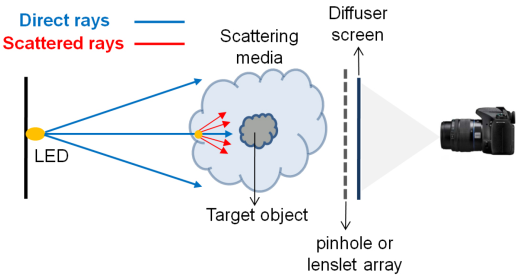 Direct rays
Scattered rays
Scattering
media
Diffuser
screen
LED
Target object
pinhole or
lenslet array